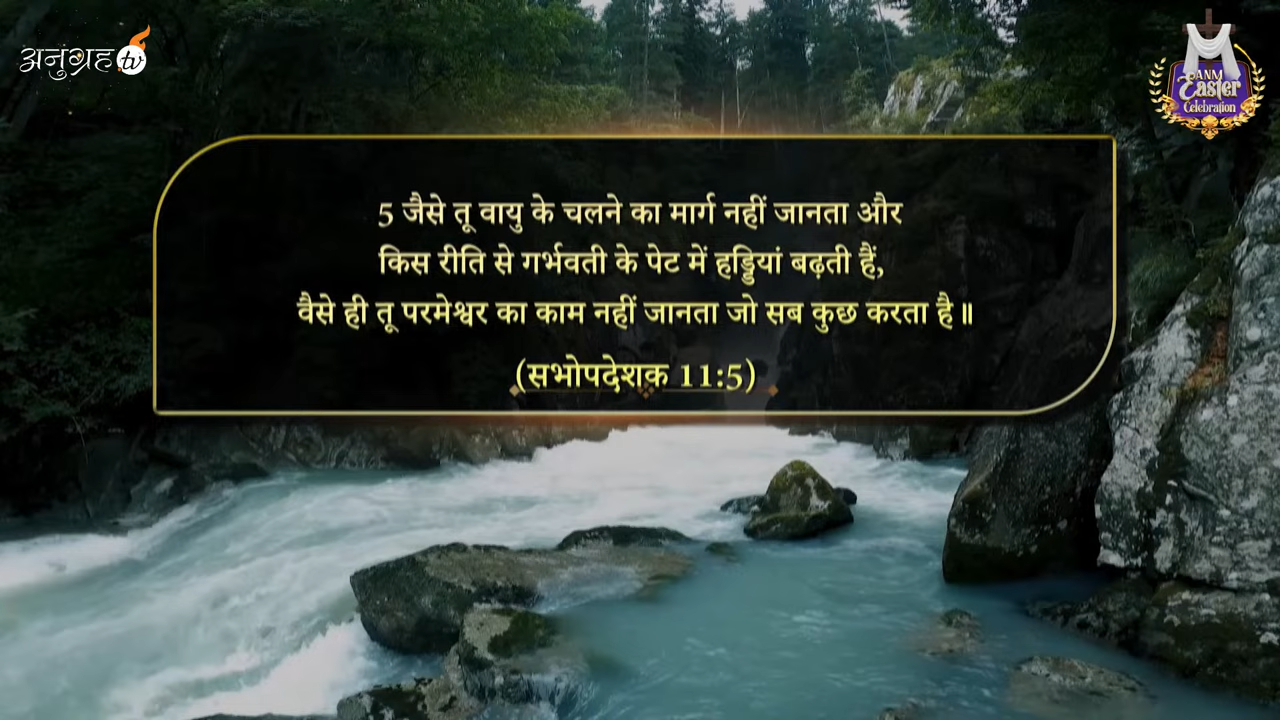 अनुग्रह tv
ANM
Easter
Celebration
5 जैसे तू वायु के चलने का मार्ग नहीं जानता और
किस रीति से गर्भवती के पेट में हड्डियां बढ़ती हैं,
वैसे ही तू परमेश्वर का काम नहीं जानता जो सब कुछ करता है॥
(सभोपदेशक 11:5)